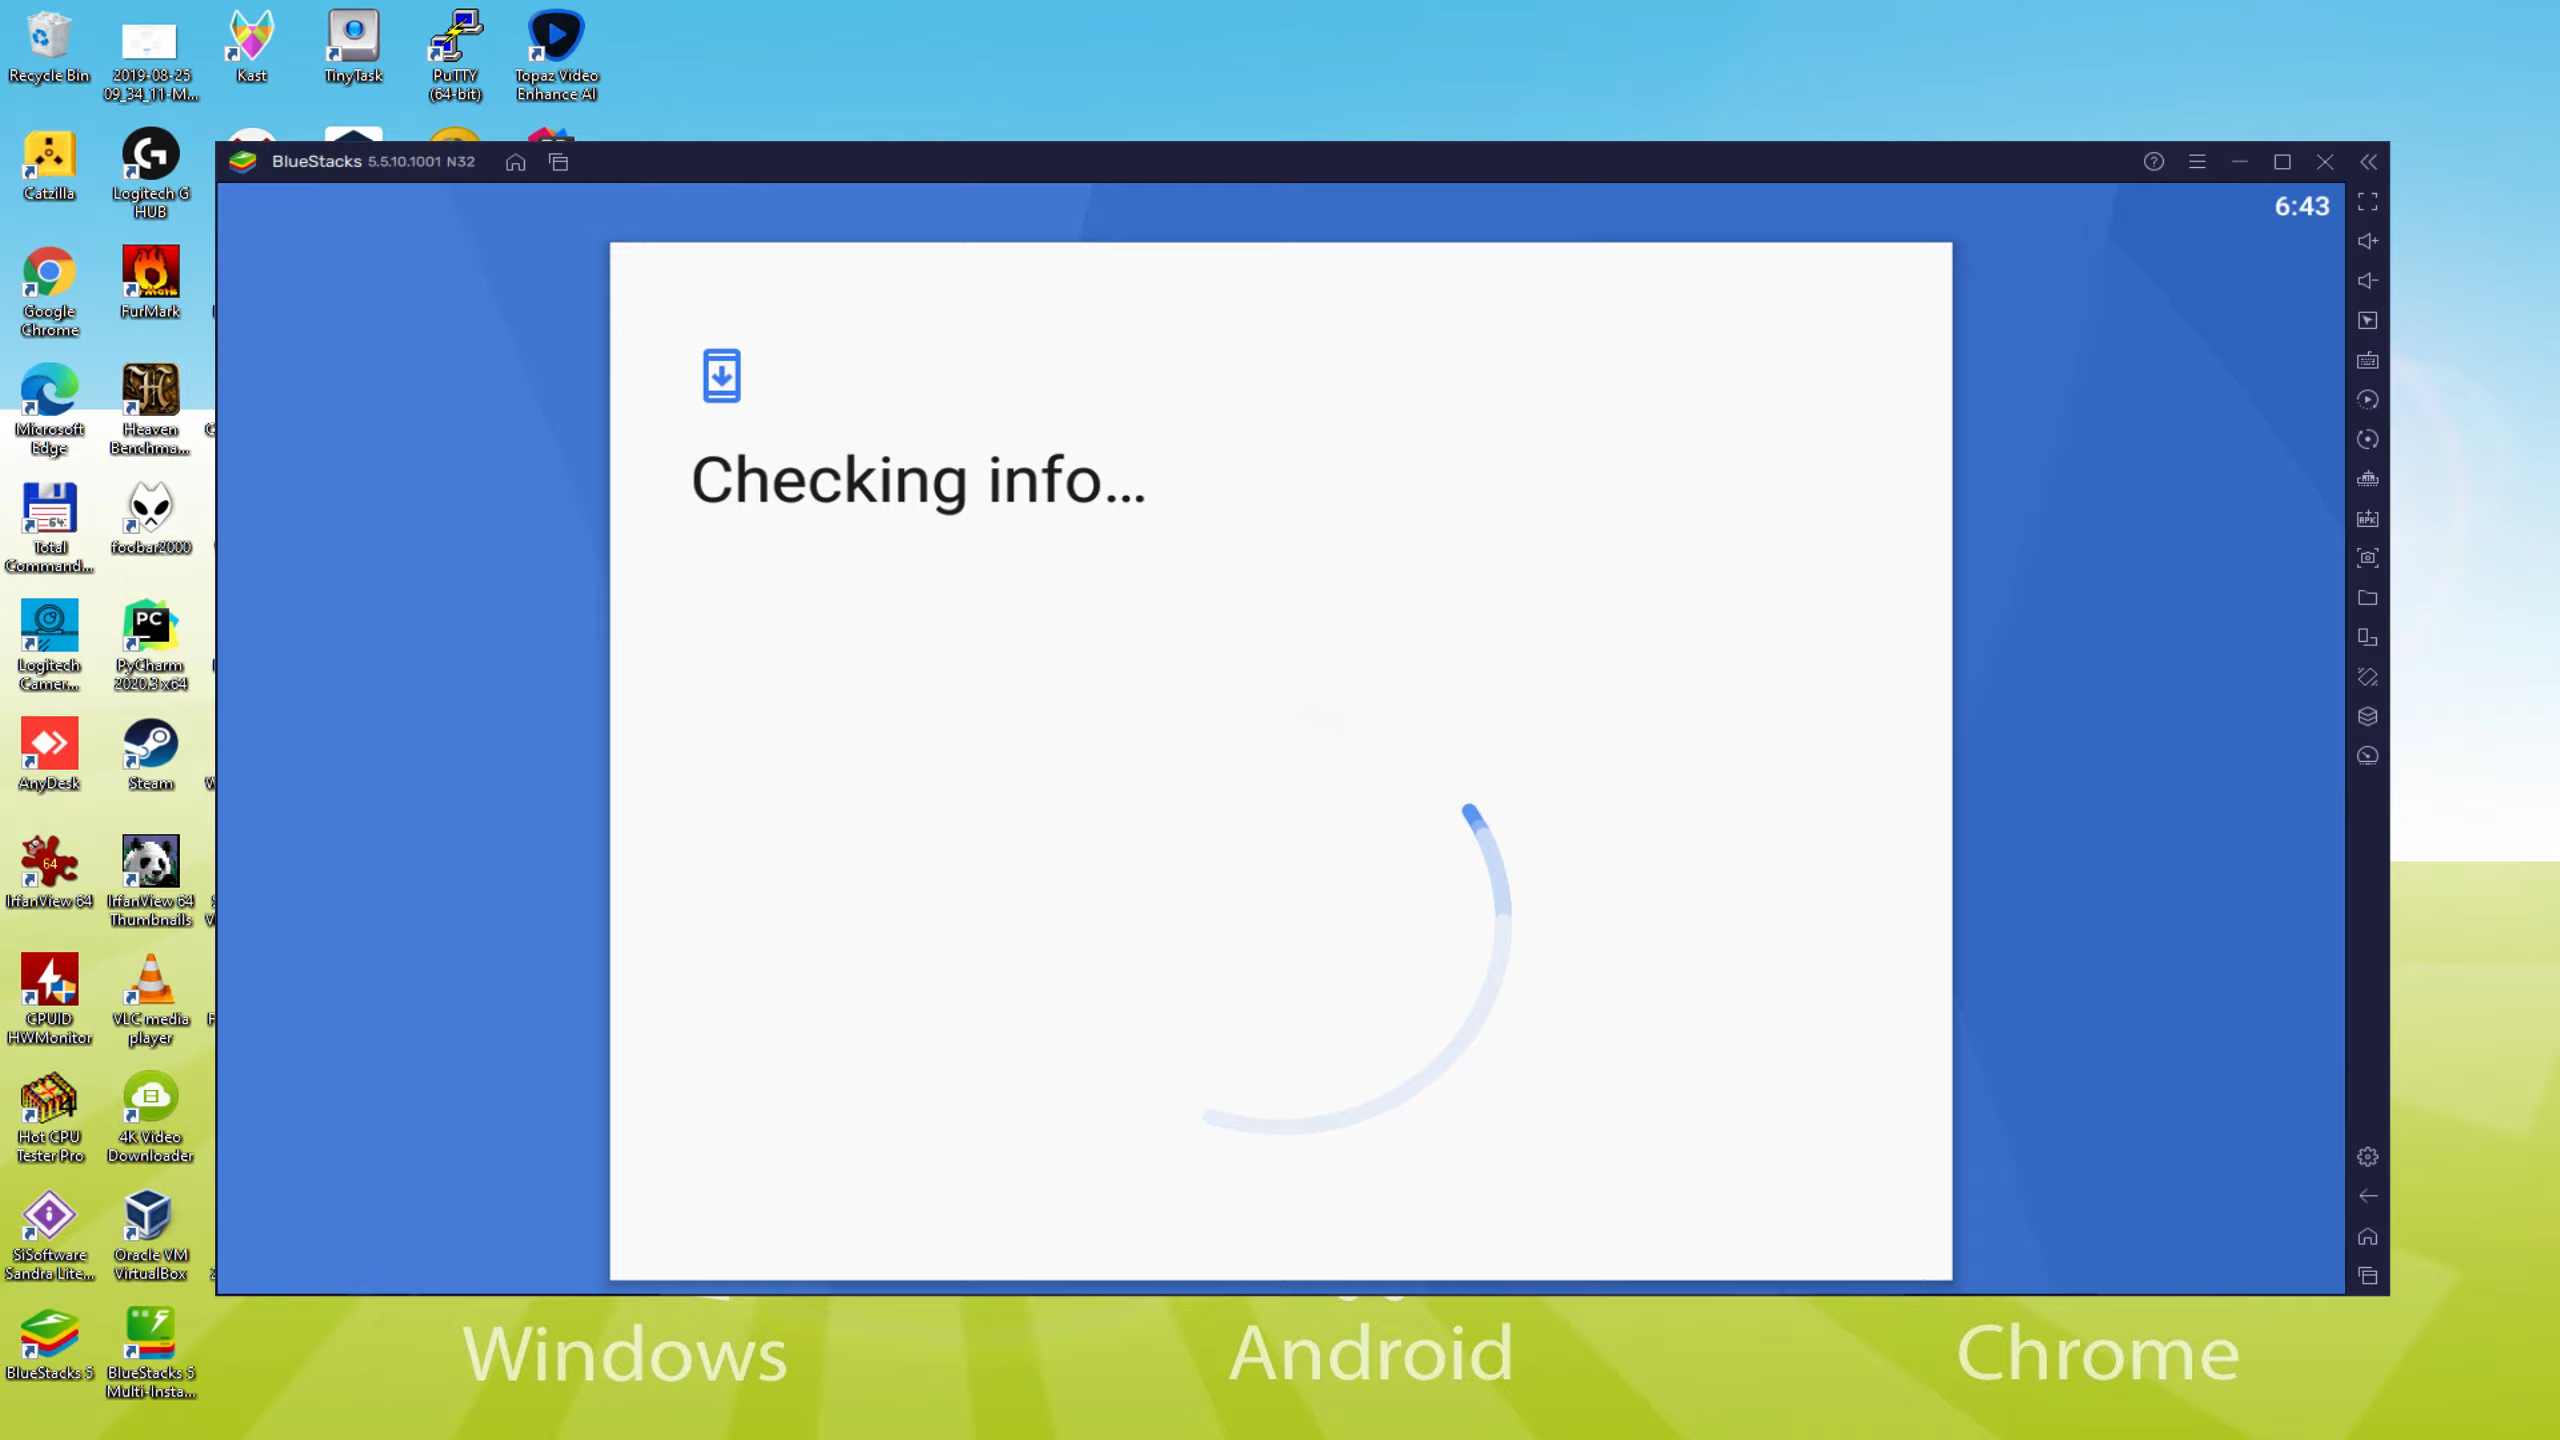 Recycle Bin
2019-08-25
09_34_11-M...
Kast
TinyTask
PuTTY
(64-bit)
Topaz Video
Enhance AI
Catzilla
Logitech G
HUB
BlueStacks 5.5.10.1001 N32
6:43
Google
Chrome
FurMark
Checking info...
Microsoft
Edge
Heaven
Benchma...
Total
Command...
foobar2000
Logitech
Camer...
PyCharm
2020.3 x64
AnyDesk
Steam
IrfanView 64
IrfanView 64
Thumbnails
CPUID
HWMonitor
VLC media
player
Hot CPU
Tester Pro
4K Video
Downloader
SiSoftware
Sandra Lite...
Oracle VM
VirtualBox
BlueStacks 5
BlueStacks 5
Multi-Insta...
Windows
Android
Chrome